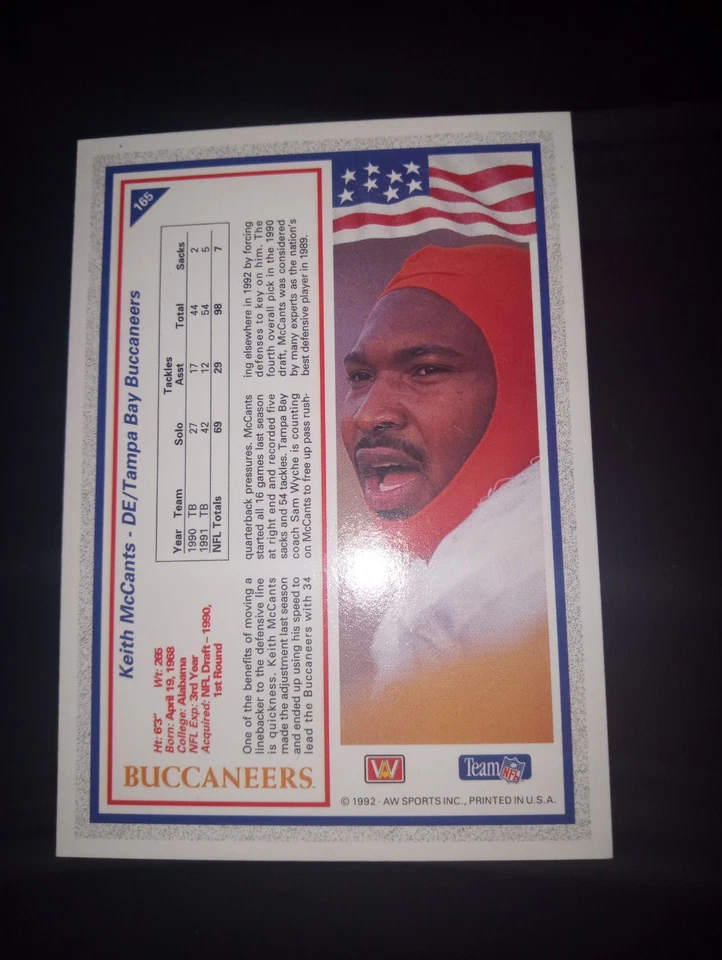 165
Keith McCants - DE/Tampa Bay Buccaneers
Ht: 6'3" Wt: 265
Born: April 19, 1968
College: Alabama
NFL Exp: 3rd Year
Acquired: NFL Draft – 1990,
1st Round
Tackles
Year Team Solo Asst Total Sacks
1990 TB 27 17 44 2
1991 TB 42 12 54 5
NFL Totals 69 29 98 7
One of the benefits of moving a
linebacker to the defensive line
is quickness. Keith McCants
made the adjustment last season
and ended up using his speed to
lead the Buccaneers with 34
quarterback pressures. McCants
started all 16 games last season
at right end and recorded five
sacks and 54 tackles. Tampa Bay
coach Sam Wyche is counting
on McCants to free up pass rush-
ing elsewhere in 1992 by forcing
defenses to key on him. The
fourth overall pick in the 1990
draft, McCants was considered
by many experts as the nation's
best defensive player in 1989.
BUCCANEERS
Team NFL
© 1992 - AW SPORTS INC., PRINTED IN U.S.A.